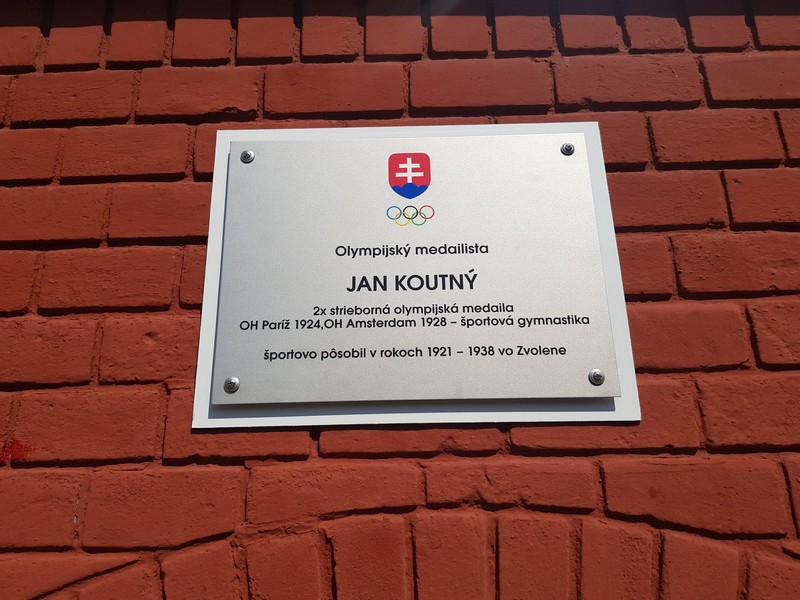 Olympijský medailista
JAN KOUTNÝ
2x strieborná olympijská medaila
OH Paríž 1924,OH Amsterdam 1928 – športová gymnastika
športovo pôsobil v rokoch 1921 – 1938 vo Zvolene